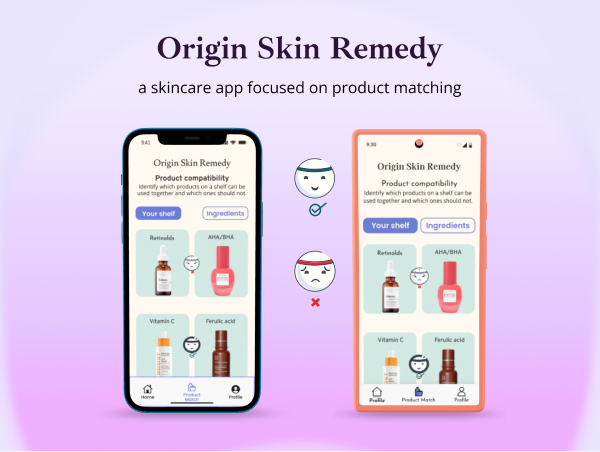 Origin Skin Remedy
a skincare app focused on product matching
9:41
Origin Skin Remedy
Product compatibility
Identify which products on a shelf can be
used together and which ones should not.
Your shelf
Ingredients
Retinolds
AHA/BHA
Vitamin C
Ferulic acid
Home
Product
Match
Profile
9:30
Origin Skin Remedy
Product compatibility
Identify which products on a shelf can be
used together and which ones should not.
Your shelf
Ingredients
Retinolds
AHA/BHA
Vitamin C
Ferulic acid
Profile
Product Match
Profile